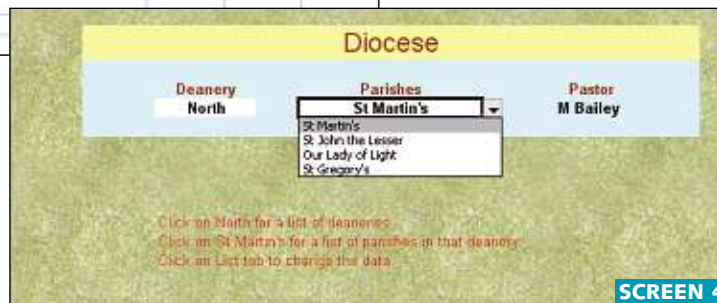 Diocese
Deanery Parishes Pastor
North St Martin's M Bailey
St Martin's
St John the Lesser
Our Lady of Light
St Gregory's
Click on North for a list of deaneries
Click on St Martin's for a list of parishes in that deanery
Click on List tab to change the data
SCREEN 4